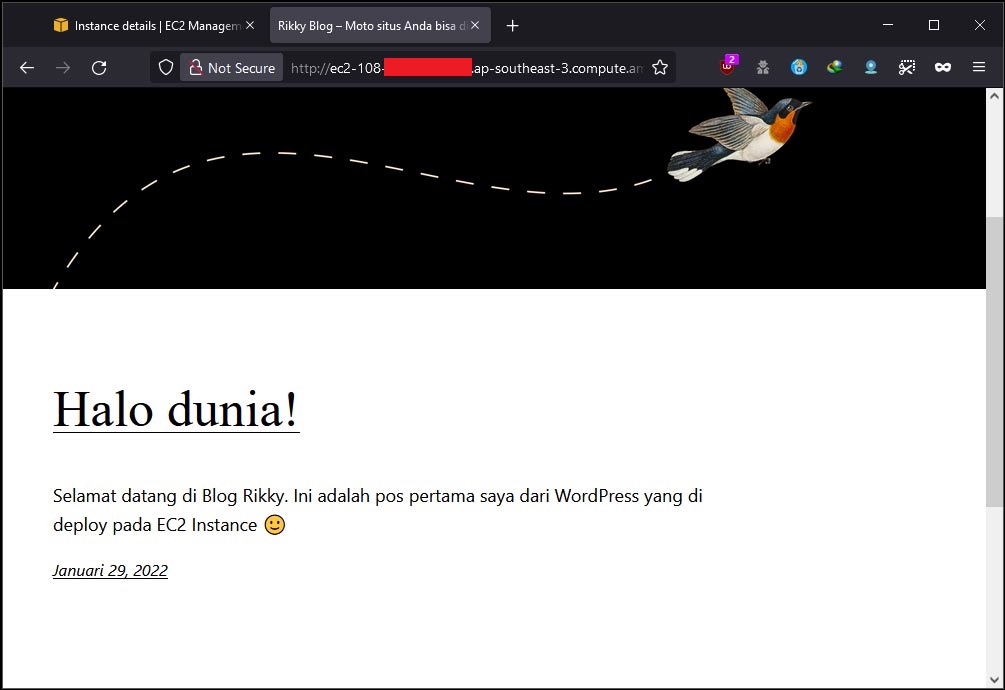 Instance details | EC2 Managem
Rikky Blog – Moto situs Anda bisa d
Not Secure
http://ec2-108-
.ap-southeast-3.compute.am
2
Halo dunia!
Selamat datang di Blog Rikky. Ini adalah pos pertama saya dari WordPress yang di
deploy pada EC2 Instance 🙂
Januari 29, 2022